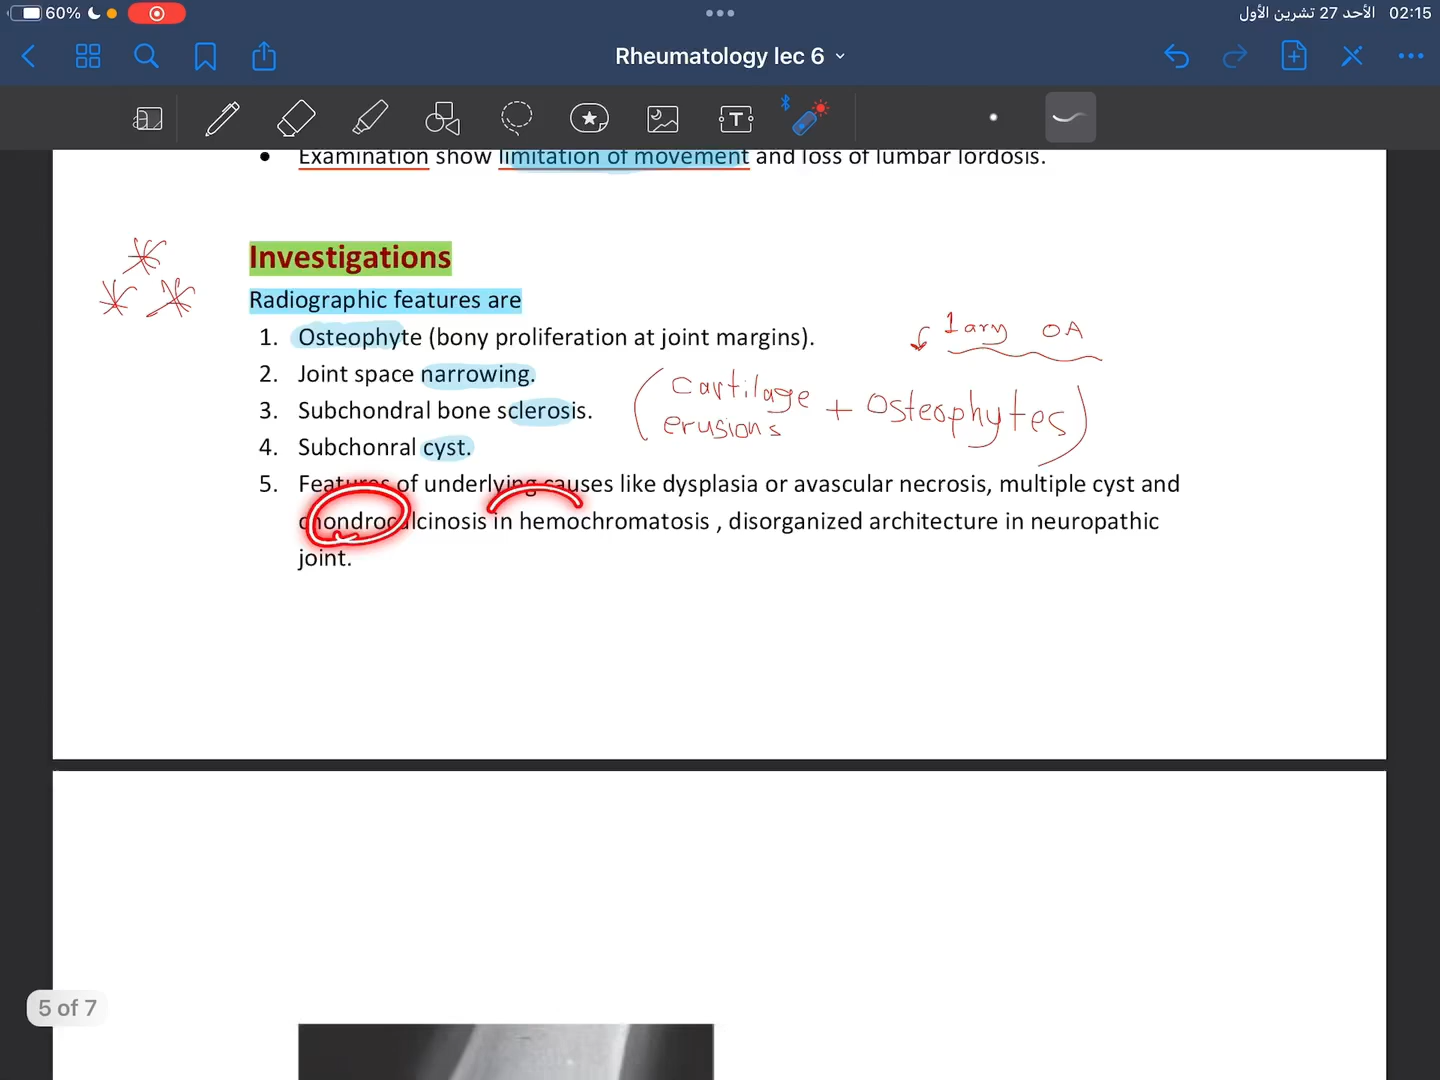 60%
الأحد 27 تشرين الأول 02:15
Rheumatology lec 6
Examination show limitation of movement and loss of lumbar lordosis.
Investigations
Radiographic features are
1. Osteophyte (bony proliferation at joint margins).
1ary OA
2. Joint space narrowing.
3. Subchondral bone sclerosis.
(cartilage erusions + Osteophytes)
4. Subchonral cyst.
5. Features of underlying causes like dysplasia or avascular necrosis, multiple cyst and
chondrocalcinosis in hemochromatosis , disorganized architecture in neuropathic
joint.
5 of 7